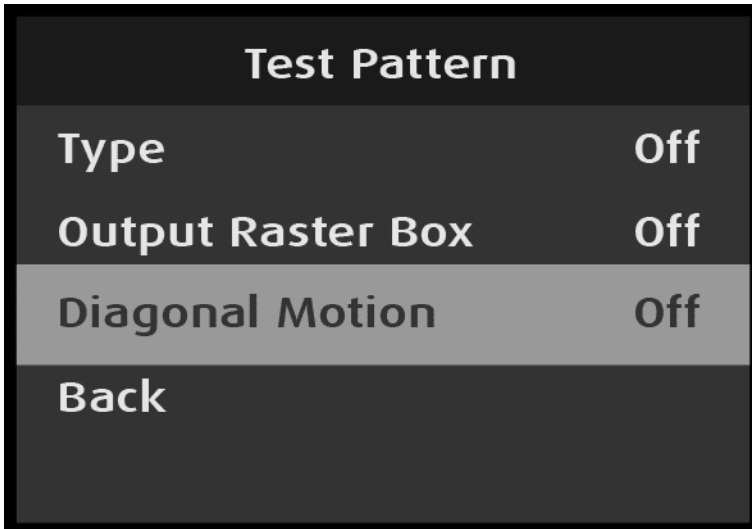 Test Pattern
Type Off
Output Raster Box Off
Diagonal Motion Off
Back